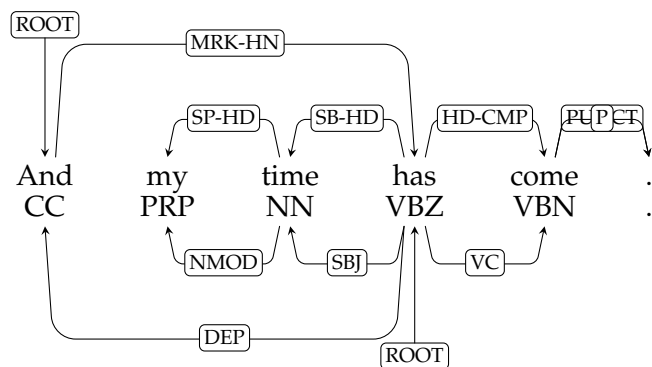 ROOT
MRK-HN
SP-HD SB-HD HD-CMP PUNCT P
And my time has come .
CC PRP NN VBZ VBN .
NMOD SBJ VC
DEP
ROOT